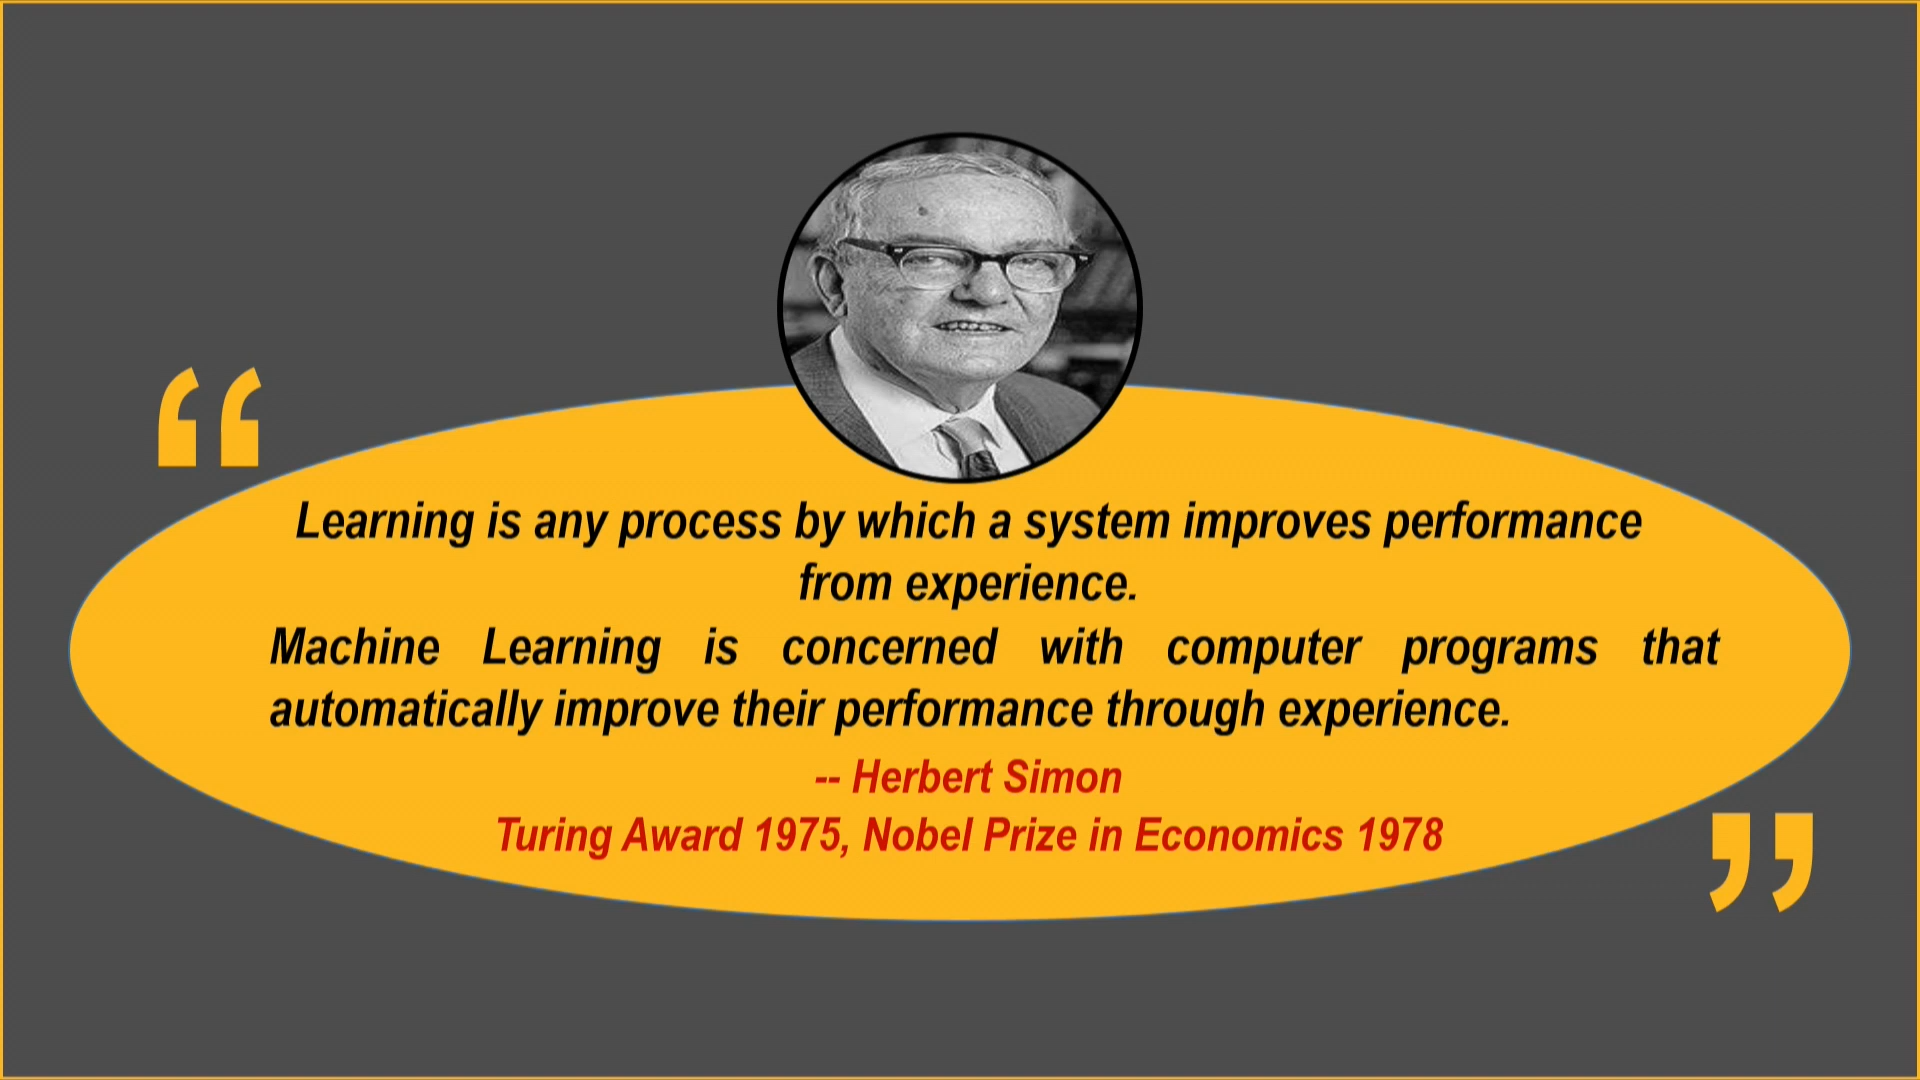 “
Learning is any process by which a system improves performance
from experience.
Machine Learning is concerned with computer programs that
automatically improve their performance through experience.
-- Herbert Simon
Turing Award 1975, Nobel Prize in Economics 1978
”